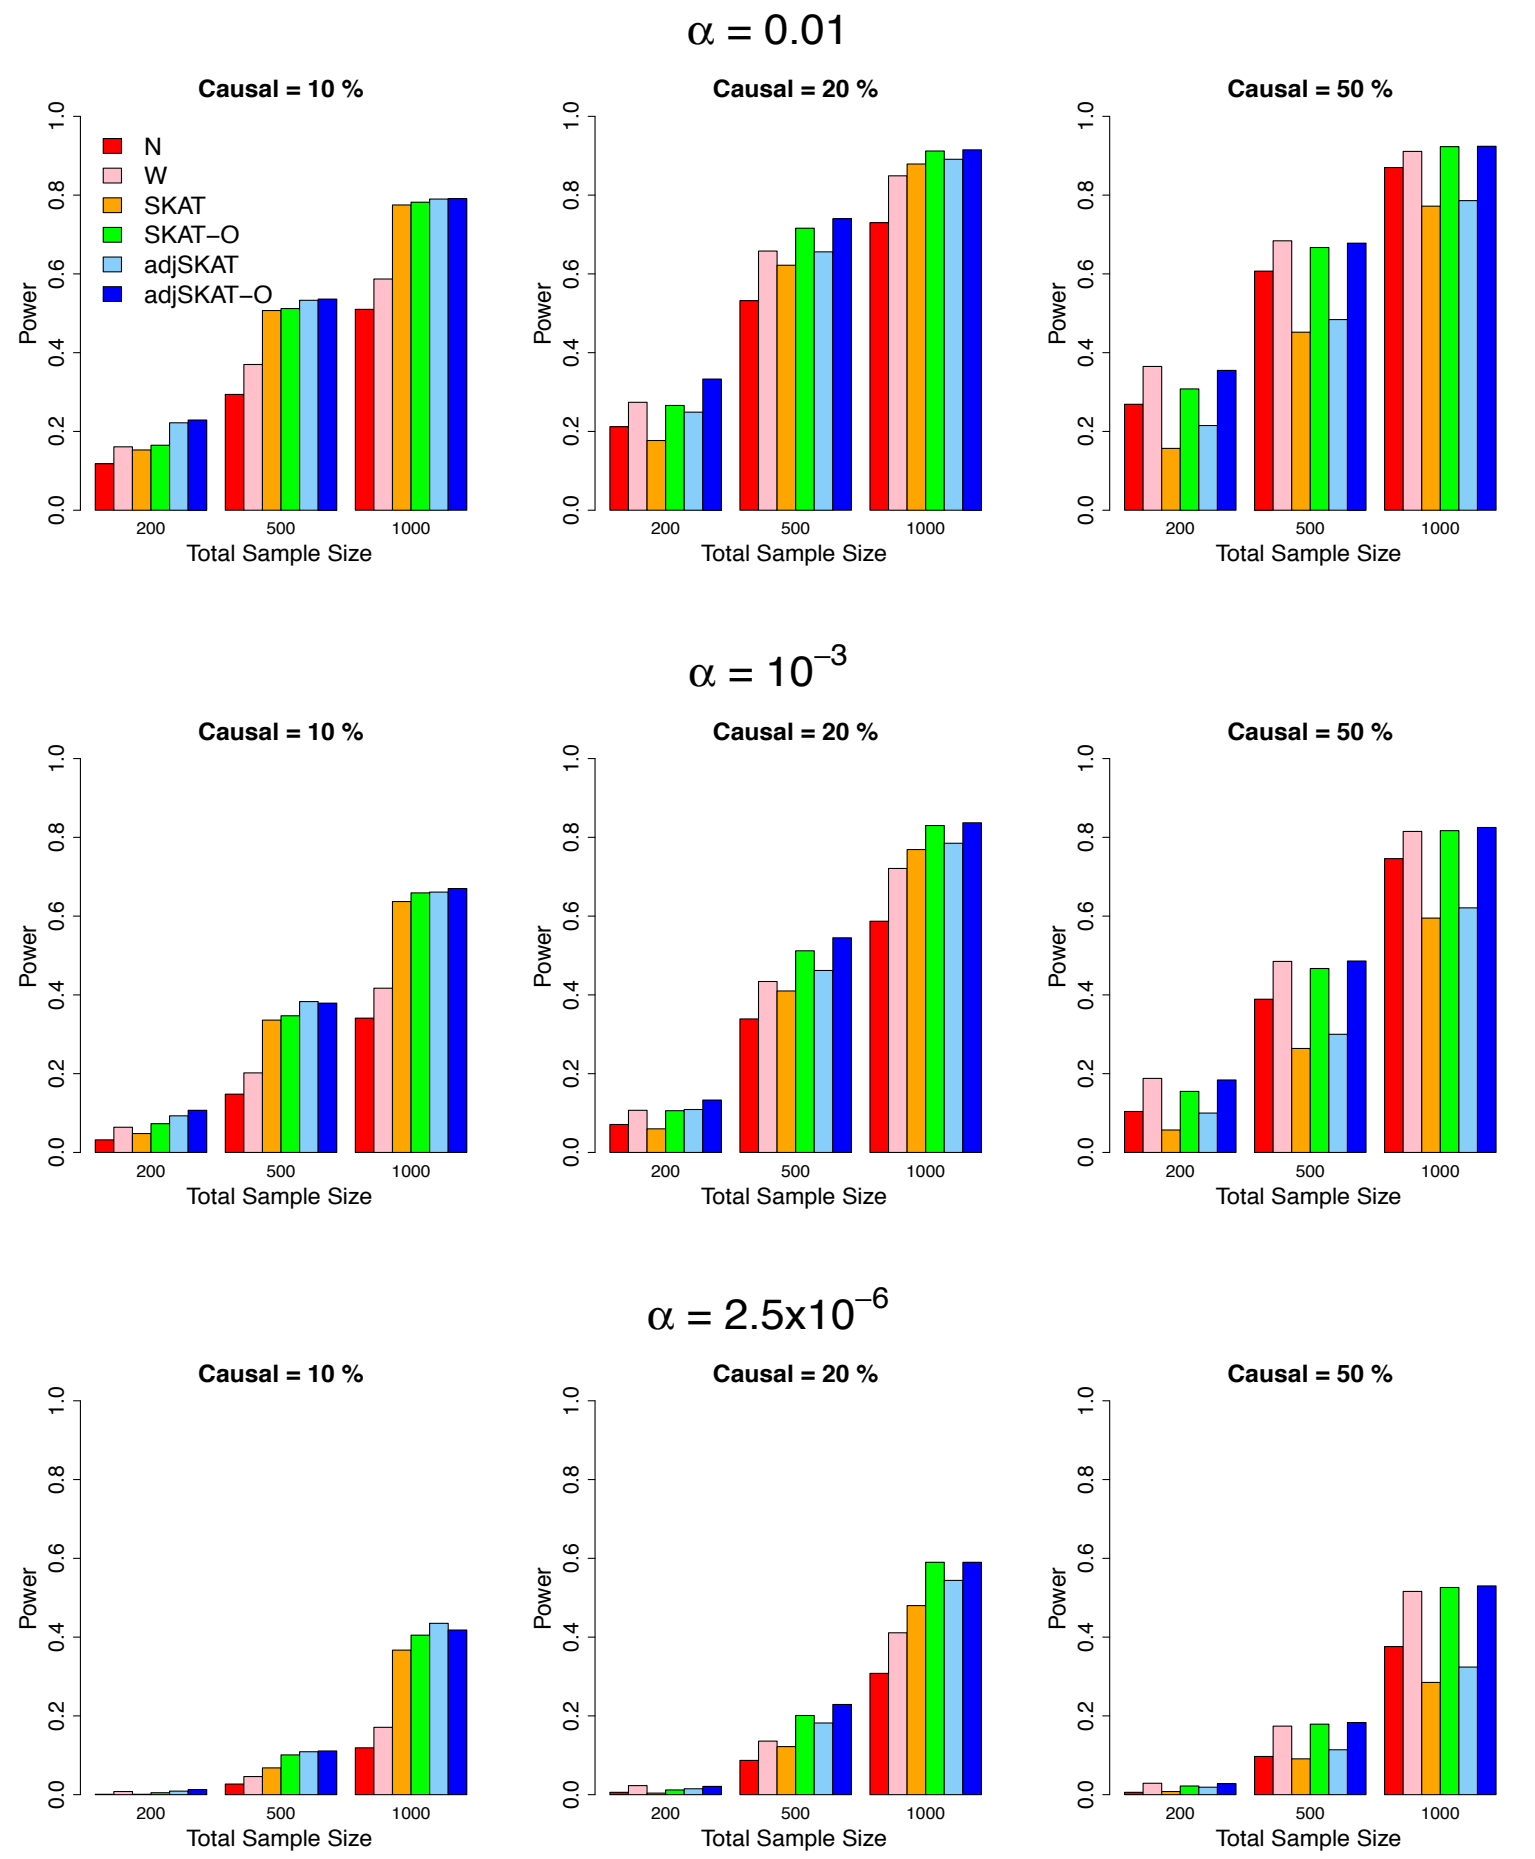 α = 0.01
Causal = 10 %
Causal = 20 %
Causal = 50 %
1.0
0.8
0.6
0.4
0.2
0.0
Power
N
W
SKAT
SKAT−O
adjSKAT
adjSKAT−O
200
500
1000
Total Sample Size
1.0
0.8
0.6
0.4
0.2
0.0
Power
200
500
1000
Total Sample Size
1.0
0.8
0.6
0.4
0.2
0.0
Power
200
500
1000
Total Sample Size
α = 10⁻³
Causal = 10 %
Causal = 20 %
Causal = 50 %
1.0
0.8
0.6
0.4
0.2
0.0
Power
200
500
1000
Total Sample Size
1.0
0.8
0.6
0.4
0.2
0.0
Power
200
500
1000
Total Sample Size
1.0
0.8
0.6
0.4
0.2
0.0
Power
200
500
1000
Total Sample Size
α = 2.5x10⁻⁶
Causal = 10 %
Causal = 20 %
Causal = 50 %
1.0
0.8
0.6
0.4
0.2
0.0
Power
200
500
1000
Total Sample Size
1.0
0.8
0.6
0.4
0.2
0.0
Power
200
500
1000
Total Sample Size
1.0
0.8
0.6
0.4
0.2
0.0
Power
200
500
1000
Total Sample Size